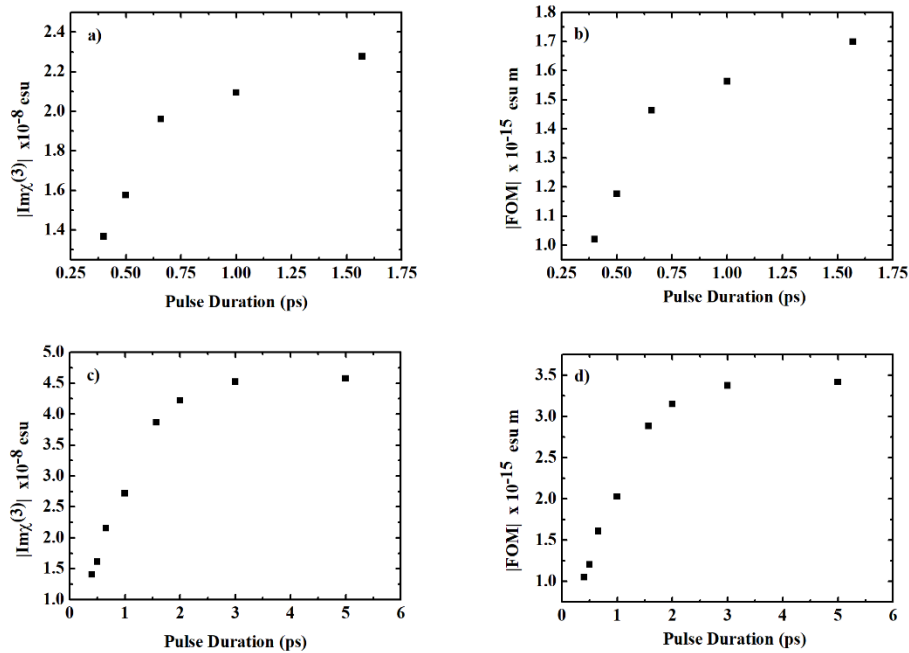 a)
|Imχ(3)| x10-8 csu
2.4
2.2
2.0
1.8
1.6
1.4
0.25 0.50 0.75 1.00 1.25 1.50 1.75
Pulse Duration (ps)
b)
|FOM| x 10-15 esu m
1.8
1.7
1.6
1.5
1.4
1.3
1.2
1.1
1.0
0.25 0.50 0.75 1.00 1.25 1.50 1.75
Pulse Duration (ps)
c)
|Imχ(3)| x10-8 csu
5.0
4.5
4.0
3.5
3.0
2.5
2.0
1.5
1.0
0 1 2 3 4 5 6
Pulse Duration (ps)
d)
|FOM| x 10-15 esu m
3.5
3.0
2.5
2.0
1.5
1.0
0 1 2 3 4 5 6
Pulse Duration (ps)